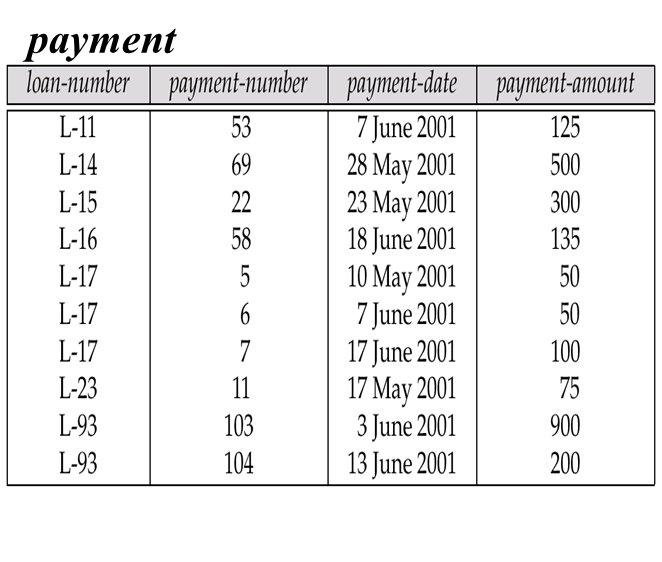 payment
loan-number payment-number payment-date payment-amount
L-11 53 7 June 2001 125
L-14 69 28 May 2001 500
L-15 22 23 May 2001 300
L-16 58 18 June 2001 135
L-17 5 10 May 2001 50
L-17 6 7 June 2001 50
L-17 7 17 June 2001 100
L-23 11 17 May 2001 75
L-93 103 3 June 2001 900
L-93 104 13 June 2001 200